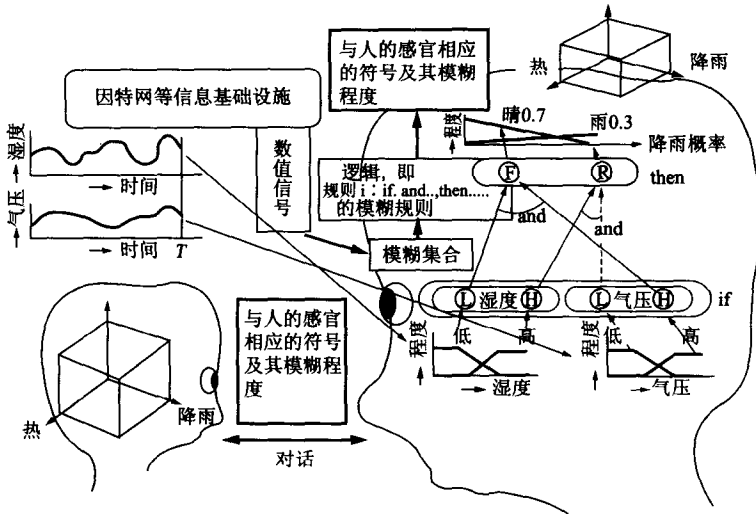 与人的感官相应
的符号及其模糊
程度
热
降雨
因特网等信息基础设施
湿度
时间
气压
时间
T
数值信号
逻辑，即
规则 i：if. and..,then.....
的模糊规则
模糊集合
程度
晴0.7
雨0.3
降雨概率
F
R
then
and
and
L
湿度
H
L
气压
H
if
低
高
程度
湿度
低
高
程度
气压
与人的感官
相应的符号
及其模糊程
度
热
降雨
对话